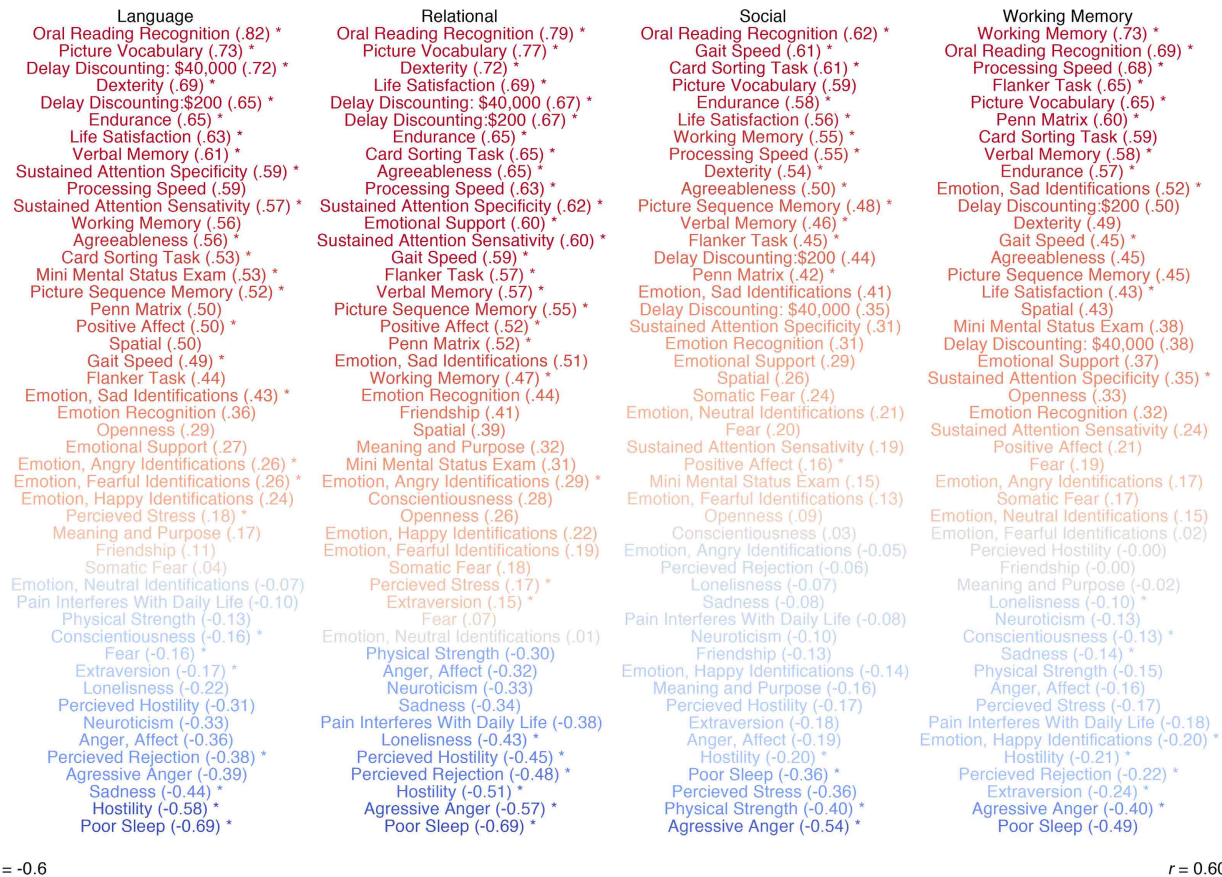 Language
Oral Reading Recognition (.82) *
Picture Vocabulary (.73) *
Delay Discounting: $40,000 (.72) *
Dexterity (.69) *
Delay Discounting:$200 (.65) *
Endurance (.65) *
Life Satisfaction (.63) *
Verbal Memory (.61) *
Sustained Attention Specificity (.59) *
Processing Speed (.59)
Sustained Attention Sensativity (.57) *
Working Memory (.56)
Agreeableness (.56) *
Card Sorting Task (.53) *
Mini Mental Status Exam (.53) *
Picture Sequence Memory (.52) *
Penn Matrix (.50)
Positive Affect (.50) *
Spatial (.50)
Gait Speed (.49) *
Flanker Task (.44)
Emotion, Sad Identifications (.43) *
Emotion Recognition (.36)
Openness (.29)
Emotional Support (.27)
Emotion, Angry Identifications (.26) *
Emotion, Fearful Identifications (.26) *
Emotion, Happy Identifications (.24)
Percieved Stress (.18) *
Meaning and Purpose (.17)
Friendship (.11)
Somatic Fear (.04)
Emotion, Neutral Identifications (-0.07)
Pain Interferes With Daily Life (-0.10)
Physical Strength (-0.13)
Conscientiousness (-0.16) *
Fear (-0.16) *
Extraversion (-0.17) *
Lonelisness (-0.22)
Percieved Hostility (-0.31)
Neuroticism (-0.33)
Anger, Affect (-0.36)
Percieved Rejection (-0.38) *
Agressive Anger (-0.39)
Sadness (-0.44) *
Hostility (-0.58) *
Poor Sleep (-0.69) *
Relational
Oral Reading Recognition (.79) *
Picture Vocabulary (.77) *
Dexterity (.72) *
Life Satisfaction (.69) *
Delay Discounting: $40,000 (.67) *
Delay Discounting:$200 (.67) *
Endurance (.65) *
Card Sorting Task (.65) *
Agreeableness (.65) *
Processing Speed (.63) *
Sustained Attention Specificity (.62) *
Emotional Support (.60) *
Sustained Attention Sensativity (.60) *
Gait Speed (.59) *
Flanker Task (.57) *
Verbal Memory (.57) *
Picture Sequence Memory (.55) *
Positive Affect (.52) *
Penn Matrix (.52) *
Emotion, Sad Identifications (.51)
Working Memory (.47) *
Emotion Recognition (.44)
Friendship (.41)
Spatial (.39)
Meaning and Purpose (.32)
Mini Mental Status Exam (.31)
Emotion, Angry Identifications (.29) *
Conscientiousness (.28)
Openness (.26)
Emotion, Happy Identifications (.22)
Emotion, Fearful Identifications (.19)
Somatic Fear (.18)
Percieved Stress (.17) *
Extraversion (.15) *
Fear (.07)
Emotion, Neutral Identifications (.01)
Physical Strength (-0.30)
Anger, Affect (-0.32)
Neuroticism (-0.33)
Sadness (-0.34)
Pain Interferes With Daily Life (-0.38)
Lonelisness (-0.43) *
Percieved Hostility (-0.45) *
Percieved Rejection (-0.48) *
Hostility (-0.51) *
Agressive Anger (-0.57) *
Poor Sleep (-0.69) *
Social
Oral Reading Recognition (.62) *
Gait Speed (.61) *
Card Sorting Task (.61) *
Picture Vocabulary (.59)
Endurance (.58) *
Life Satisfaction (.56) *
Working Memory (.55) *
Processing Speed (.55) *
Dexterity (.54) *
Agreeableness (.50) *
Picture Sequence Memory (.48) *
Verbal Memory (.46) *
Flanker Task (.45) *
Delay Discounting:$200 (.44)
Penn Matrix (.42) *
Emotion, Sad Identifications (.41)
Delay Discounting: $40,000 (.35)
Sustained Attention Specificity (.31)
Emotion Recognition (.31)
Emotional Support (.29)
Spatial (.26)
Somatic Fear (.24)
Emotion, Neutral Identifications (.21)
Fear (.20)
Sustained Attention Sensativity (.19)
Positive Affect (.16) *
Mini Mental Status Exam (.15)
Emotion, Fearful Identifications (.13)
Openness (.09)
Conscientiousness (.03)
Emotion, Angry Identifications (-0.05)
Percieved Rejection (-0.06)
Lonelisness (-0.07)
Sadness (-0.08)
Pain Interferes With Daily Life (-0.08)
Neuroticism (-0.10)
Friendship (-0.13)
Emotion, Happy Identifications (-0.14)
Meaning and Purpose (-0.16)
Percieved Hostility (-0.17)
Extraversion (-0.18)
Anger, Affect (-0.19)
Hostility (-0.20) *
Poor Sleep (-0.36) *
Percieved Stress (-0.36)
Physical Strength (-0.40) *
Agressive Anger (-0.54) *
Working Memory
Working Memory (.73) *
Oral Reading Recognition (.69) *
Processing Speed (.68) *
Flanker Task (.65) *
Picture Vocabulary (.65) *
Penn Matrix (.60) *
Card Sorting Task (.59)
Verbal Memory (.58) *
Endurance (.57) *
Emotion, Sad Identifications (.52) *
Delay Discounting:$200 (.50)
Dexterity (.49)
Gait Speed (.45) *
Agreeableness (.45)
Picture Sequence Memory (.45)
Life Satisfaction (.43) *
Spatial (.43)
Mini Mental Status Exam (.38)
Delay Discounting: $40,000 (.38)
Emotional Support (.37)
Sustained Attention Specificity (.35) *
Openness (.33)
Emotion Recognition (.32)
Sustained Attention Sensativity (.24)
Positive Affect (.21)
Fear (.19)
Emotion, Angry Identifications (.17)
Somatic Fear (.17)
Emotion, Neutral Identifications (.15)
Emotion, Fearful Identifications (.02)
Percieved Hostility (-0.00)
Friendship (-0.00)
Meaning and Purpose (-0.02)
Lonelisness (-0.10) *
Neuroticism (-0.13)
Conscientiousness (-0.13) *
Sadness (-0.14) *
Physical Strength (-0.15)
Anger, Affect (-0.16)
Percieved Stress (-0.17)
Pain Interferes With Daily Life (-0.18)
Emotion, Happy Identifications (-0.20) *
Hostility (-0.21) *
Percieved Rejection (-0.22) *
Extraversion (-0.24) *
Agressive Anger (-0.40) *
Poor Sleep (-0.49)
= -0.6
r = 0.60